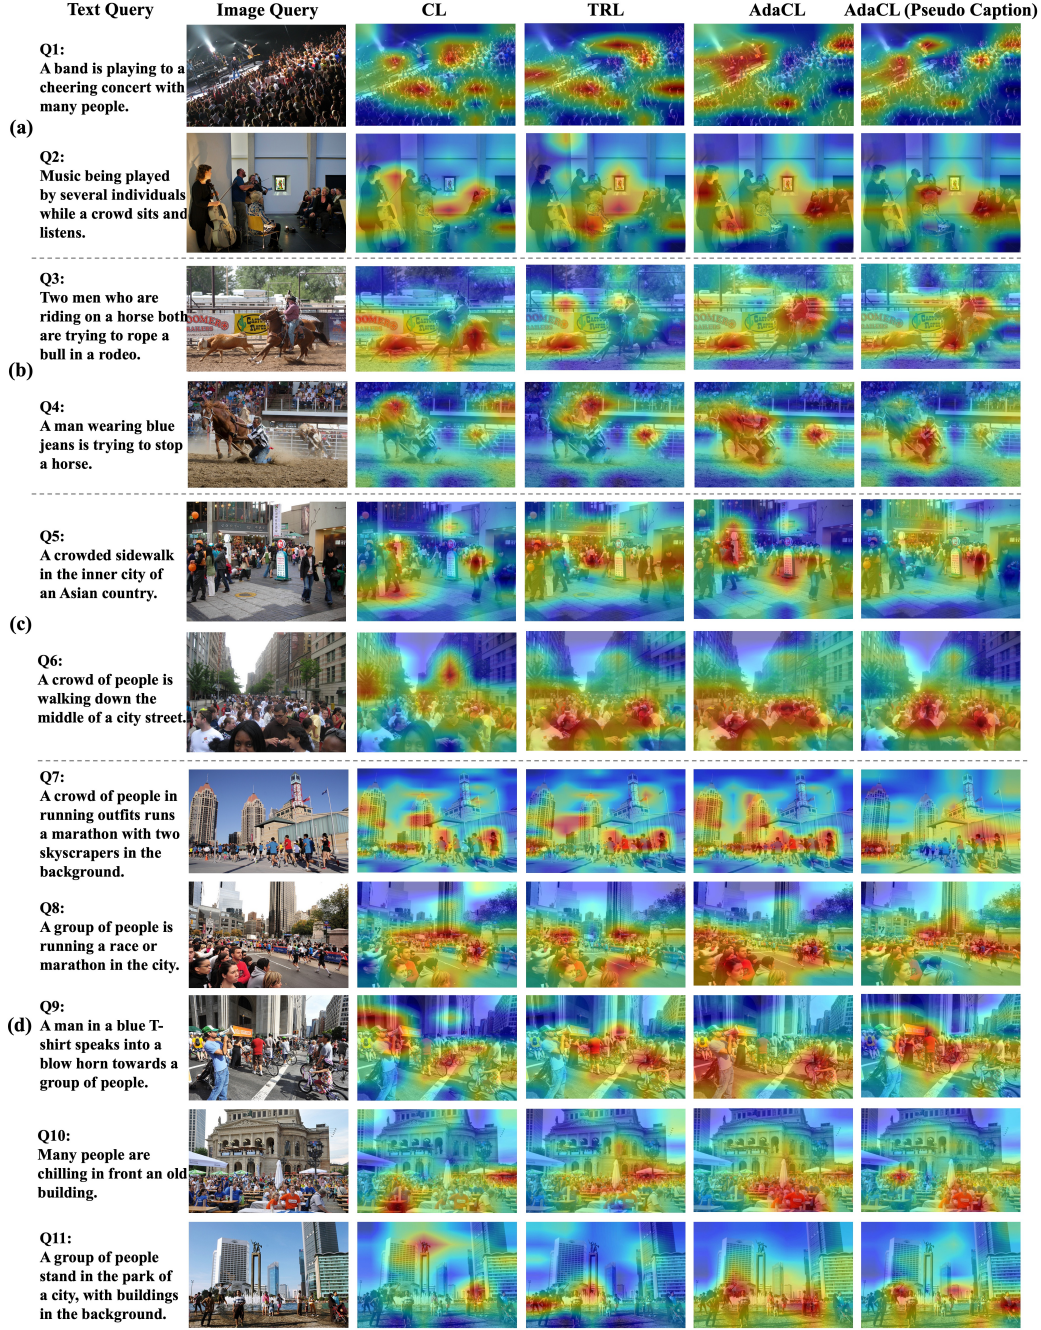 Text Query Image Query CL TRL AdaCL AdaCL (Pseudo Caption)
(a)
Q1:
A band is playing to a
cheering concert with
many people.
Q2:
Music being played
by several individuals
while a crowd sits and
listens.
(b)
Q3:
Two men who are
riding on a horse both
are trying to rope a
bull in a rodeo.
Q4:
A man wearing blue
jeans is trying to stop
a horse.
(c)
Q5:
A crowded sidewalk
in the inner city of
an Asian country.
Q6:
A crowd of people is
walking down the
middle of a city street.
(d)
Q7:
A crowd of people in
running outfits runs
a marathon with two
skyscrapers in the
background.
Q8:
A group of people is
running a race or
marathon in the city.
Q9:
A man in a blue T-
shirt speaks into a
blow horn towards a
group of people.
Q10:
Many people are
chilling in front an old
building.
Q11:
A group of people
stand in the park of
a city, with buildings
in the background.